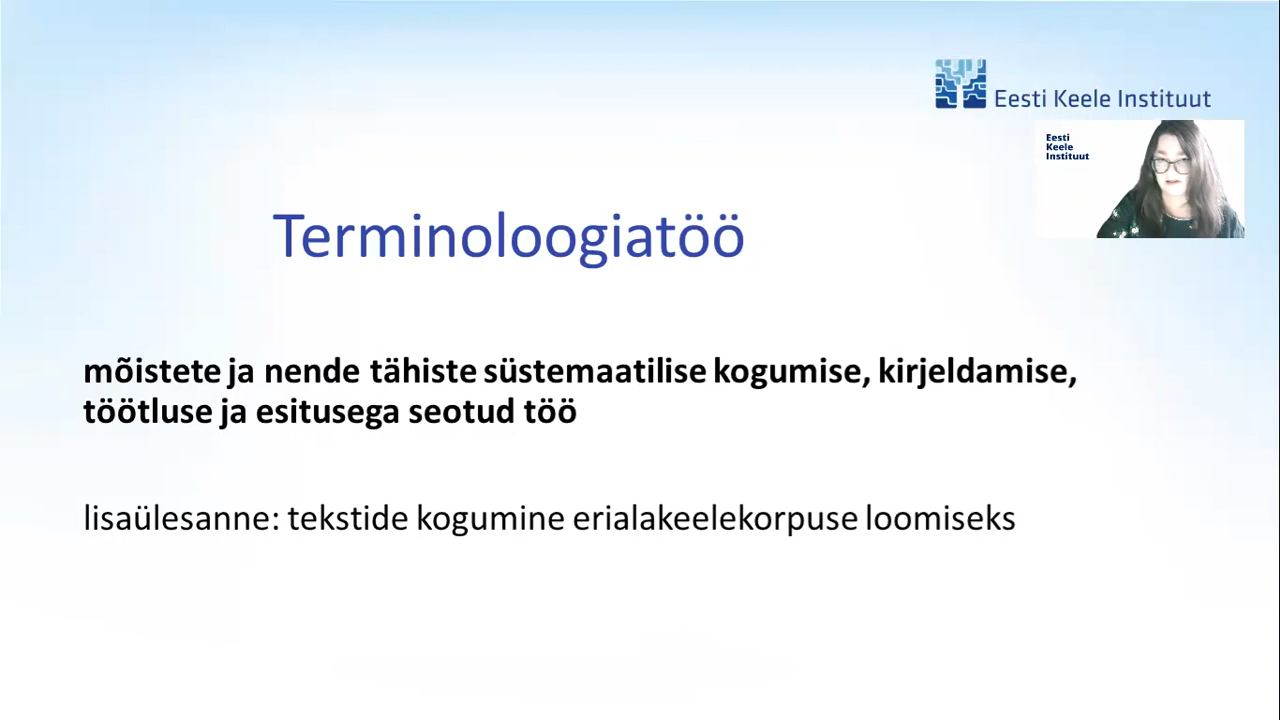 Eesti Keele Instituut
Eesti
Keele
Instituut
Terminoloogiatöö
mõistete ja nende tähiste süstemaatilise kogumise, kirjeldamise,
töötluse ja esitusega seotud töö
lisaülesanne: tekstide kogumine erialakeelekorpuse loomiseks